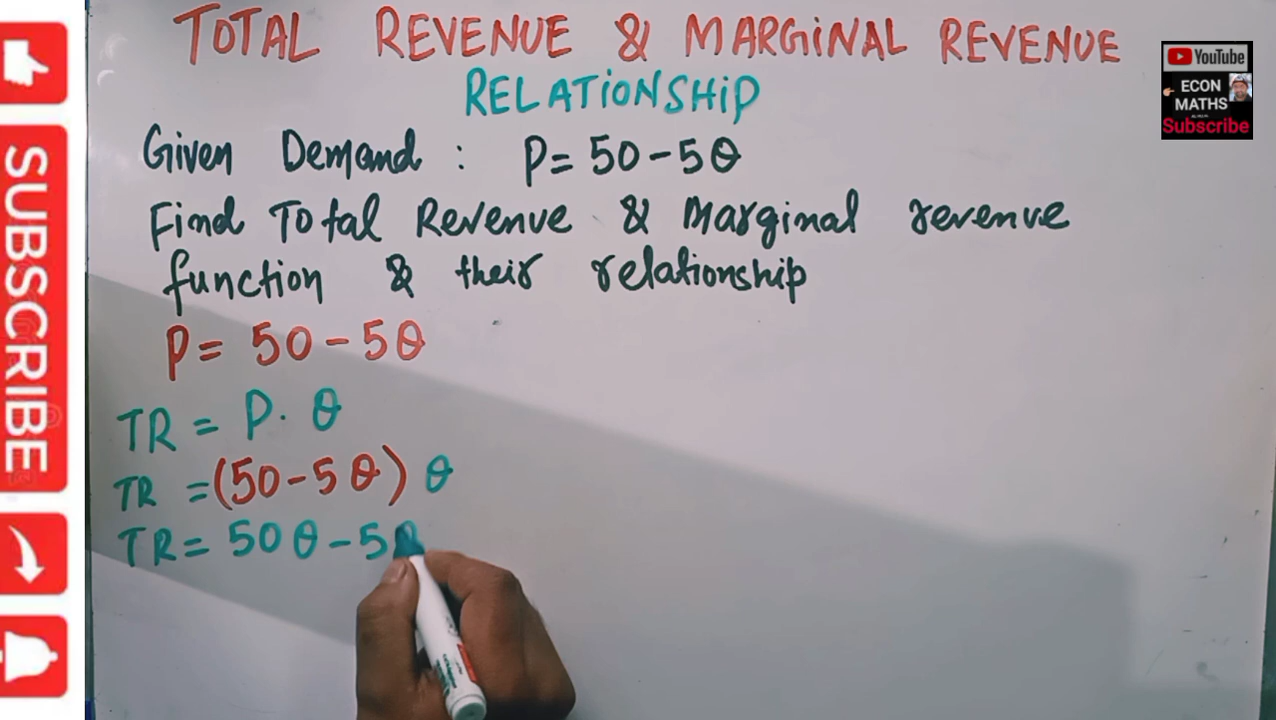 TOTAL REVENUE & MARGINAL REVENUE
RELATIONSHIP
Given Demand : P = 50 - 5Q
Find Total Revenue & Marginal revenue
function & their relationship
P = 50 - 5Q
TR = P. Q
TR = (50 - 5Q) Q
TR = 50Q - 5Q
SUBSCRIBE
YouTube
ECON
MATHS
Subscribe